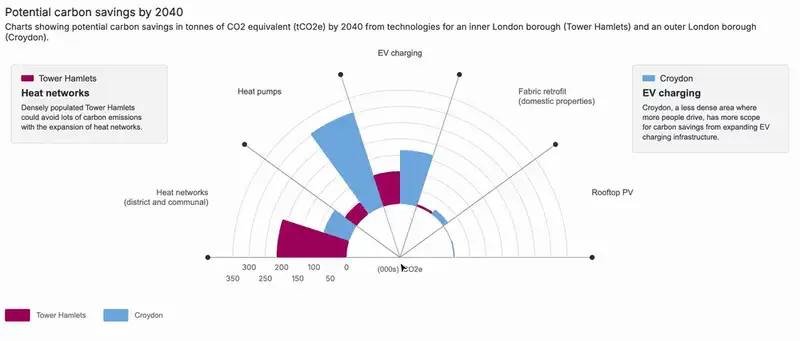 Potential carbon savings by 2040
Charts showing potential carbon savings in tonnes of CO2 equivalent (tCO2e) by 2040 from technologies for an inner London borough (Tower Hamlets) and an outer London borough
(Croydon).
EV charging
Tower Hamlets
Heat networks
Densely populated Tower Hamlets
could avoid lots of carbon emissions
with the expansion of heat networks.
Croydon
EV charging
Croydon, a less dense area where
more people drive, has more scope
for carbon savings from expanding EV
charging infrastructure.
Heat pumps
Fabric retrofit
(domestic properties)
Heat networks
(district and communal)
Rooftop PV
300 200 100 0
350 250 150 50
(000s) tCO2e
Tower Hamlets
Croydon